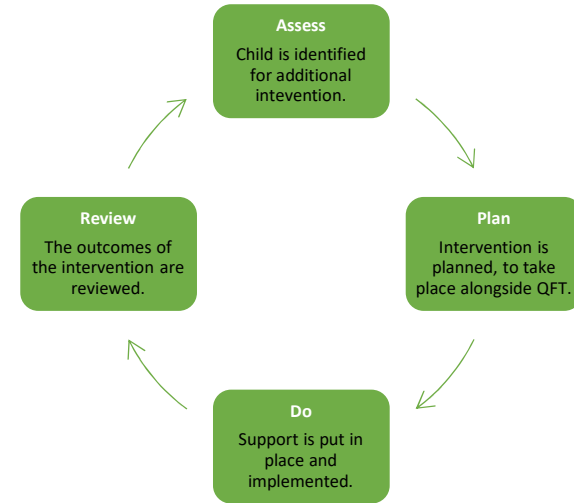 Assess
Child is identified
for additional
intevention.
Plan
Intervention is
planned, to take
place alongside QFT.
Do
Support is put in
place and
implemented.
Review
The outcomes of
the intervention are
reviewed.